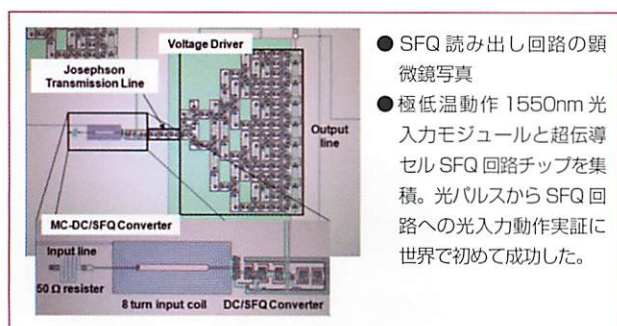 Voltage Driver
Josephson
Transmission Line
Output
line
MC-DC/SFQ Converter
Input line
50 Ω resister
8 turn input coil
DC/SFQ Converter
● SFQ 読み出し回路の顕
微鏡写真
● 極低温動作 1550nm 光
入力モジュールと超伝導
セル SFQ 回路チップを集
積。光パルスから SFQ 回
路への光入力動作実証に
世界で初めて成功した。